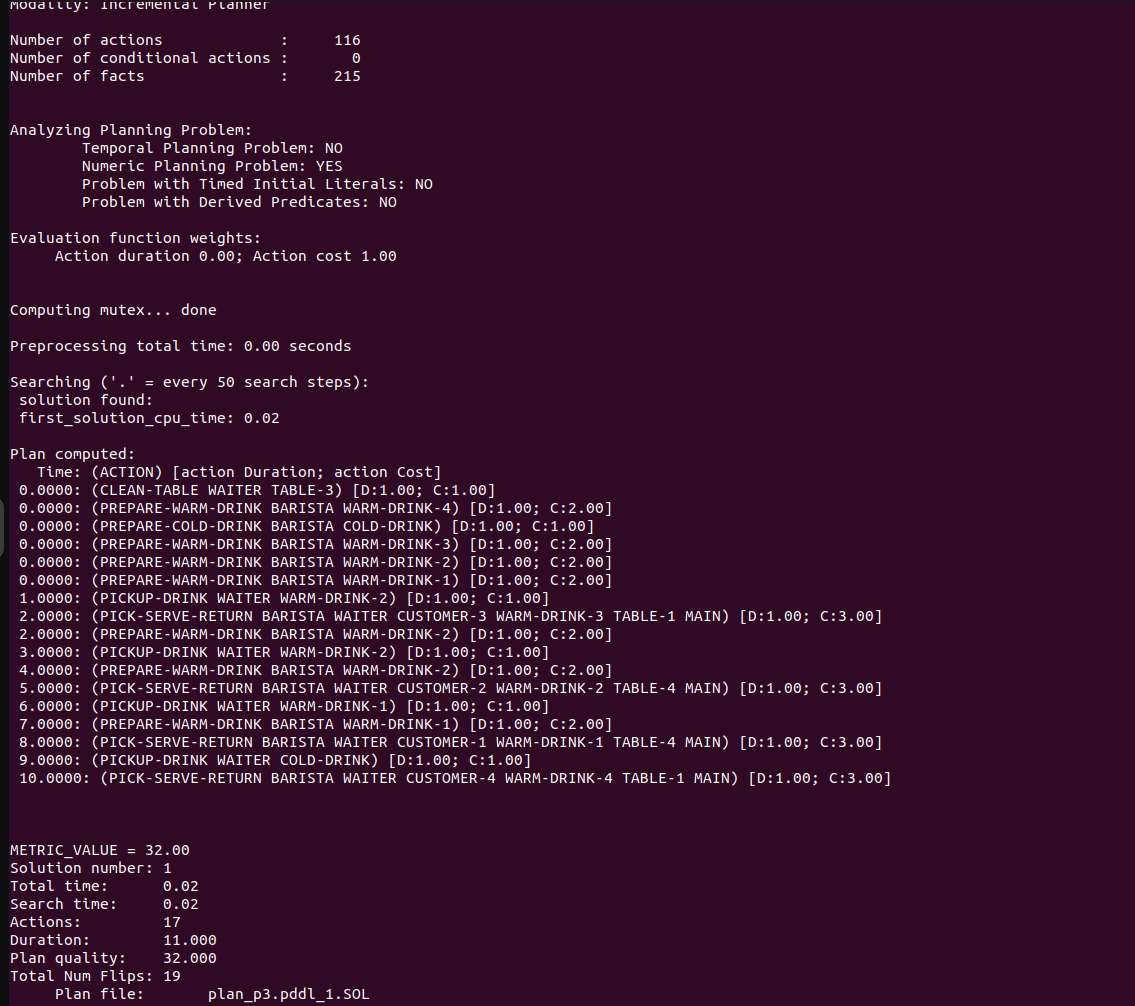 Modality: Incremental Planner
Number of actions : 116
Number of conditional actions : 0
Number of facts : 215
Analyzing Planning Problem:
Temporal Planning Problem: NO
Numeric Planning Problem: YES
Problem with Timed Initial Literals: NO
Problem with Derived Predicates: NO
Evaluation function weights:
Action duration 0.00; Action cost 1.00
Computing mutex... done
Preprocessing total time: 0.00 seconds
Searching ('.' = every 50 search steps):
solution found:
first_solution_cpu_time: 0.02
Plan computed:
Time: (ACTION) [action Duration; action Cost]
0.0000: (CLEAN-TABLE WAITER TABLE-3) [D:1.00; C:1.00]
0.0000: (PREPARE-WARM-DRINK BARISTA WARM-DRINK-4) [D:1.00; C:2.00]
0.0000: (PREPARE-COLD-DRINK BARISTA COLD-DRINK) [D:1.00; C:1.00]
0.0000: (PREPARE-WARM-DRINK BARISTA WARM-DRINK-3) [D:1.00; C:2.00]
0.0000: (PREPARE-WARM-DRINK BARISTA WARM-DRINK-2) [D:1.00; C:2.00]
0.0000: (PREPARE-WARM-DRINK BARISTA WARM-DRINK-1) [D:1.00; C:2.00]
1.0000: (PICKUP-DRINK WAITER WARM-DRINK-2) [D:1.00; C:1.00]
2.0000: (PICK-SERVE-RETURN BARISTA WAITER CUSTOMER-3 WARM-DRINK-3 TABLE-1 MAIN) [D:1.00; C:3.00]
2.0000: (PREPARE-WARM-DRINK BARISTA WARM-DRINK-2) [D:1.00; C:2.00]
3.0000: (PICKUP-DRINK WAITER WARM-DRINK-2) [D:1.00; C:1.00]
4.0000: (PREPARE-WARM-DRINK BARISTA WARM-DRINK-2) [D:1.00; C:2.00]
5.0000: (PICK-SERVE-RETURN BARISTA WAITER CUSTOMER-2 WARM-DRINK-2 TABLE-4 MAIN) [D:1.00; C:3.00]
6.0000: (PICKUP-DRINK WAITER WARM-DRINK-1) [D:1.00; C:1.00]
7.0000: (PREPARE-WARM-DRINK BARISTA WARM-DRINK-1) [D:1.00; C:2.00]
8.0000: (PICK-SERVE-RETURN BARISTA WAITER CUSTOMER-1 WARM-DRINK-1 TABLE-4 MAIN) [D:1.00; C:3.00]
9.0000: (PICKUP-DRINK WAITER COLD-DRINK) [D:1.00; C:1.00]
10.0000: (PICK-SERVE-RETURN BARISTA WAITER CUSTOMER-4 WARM-DRINK-4 TABLE-1 MAIN) [D:1.00; C:3.00]
METRIC_VALUE = 32.00
Solution number: 1
Total time: 0.02
Search time: 0.02
Actions: 17
Duration: 11.000
Plan quality: 32.000
Total Num Flips: 19
Plan file: plan_p3.pddl_1.SOL